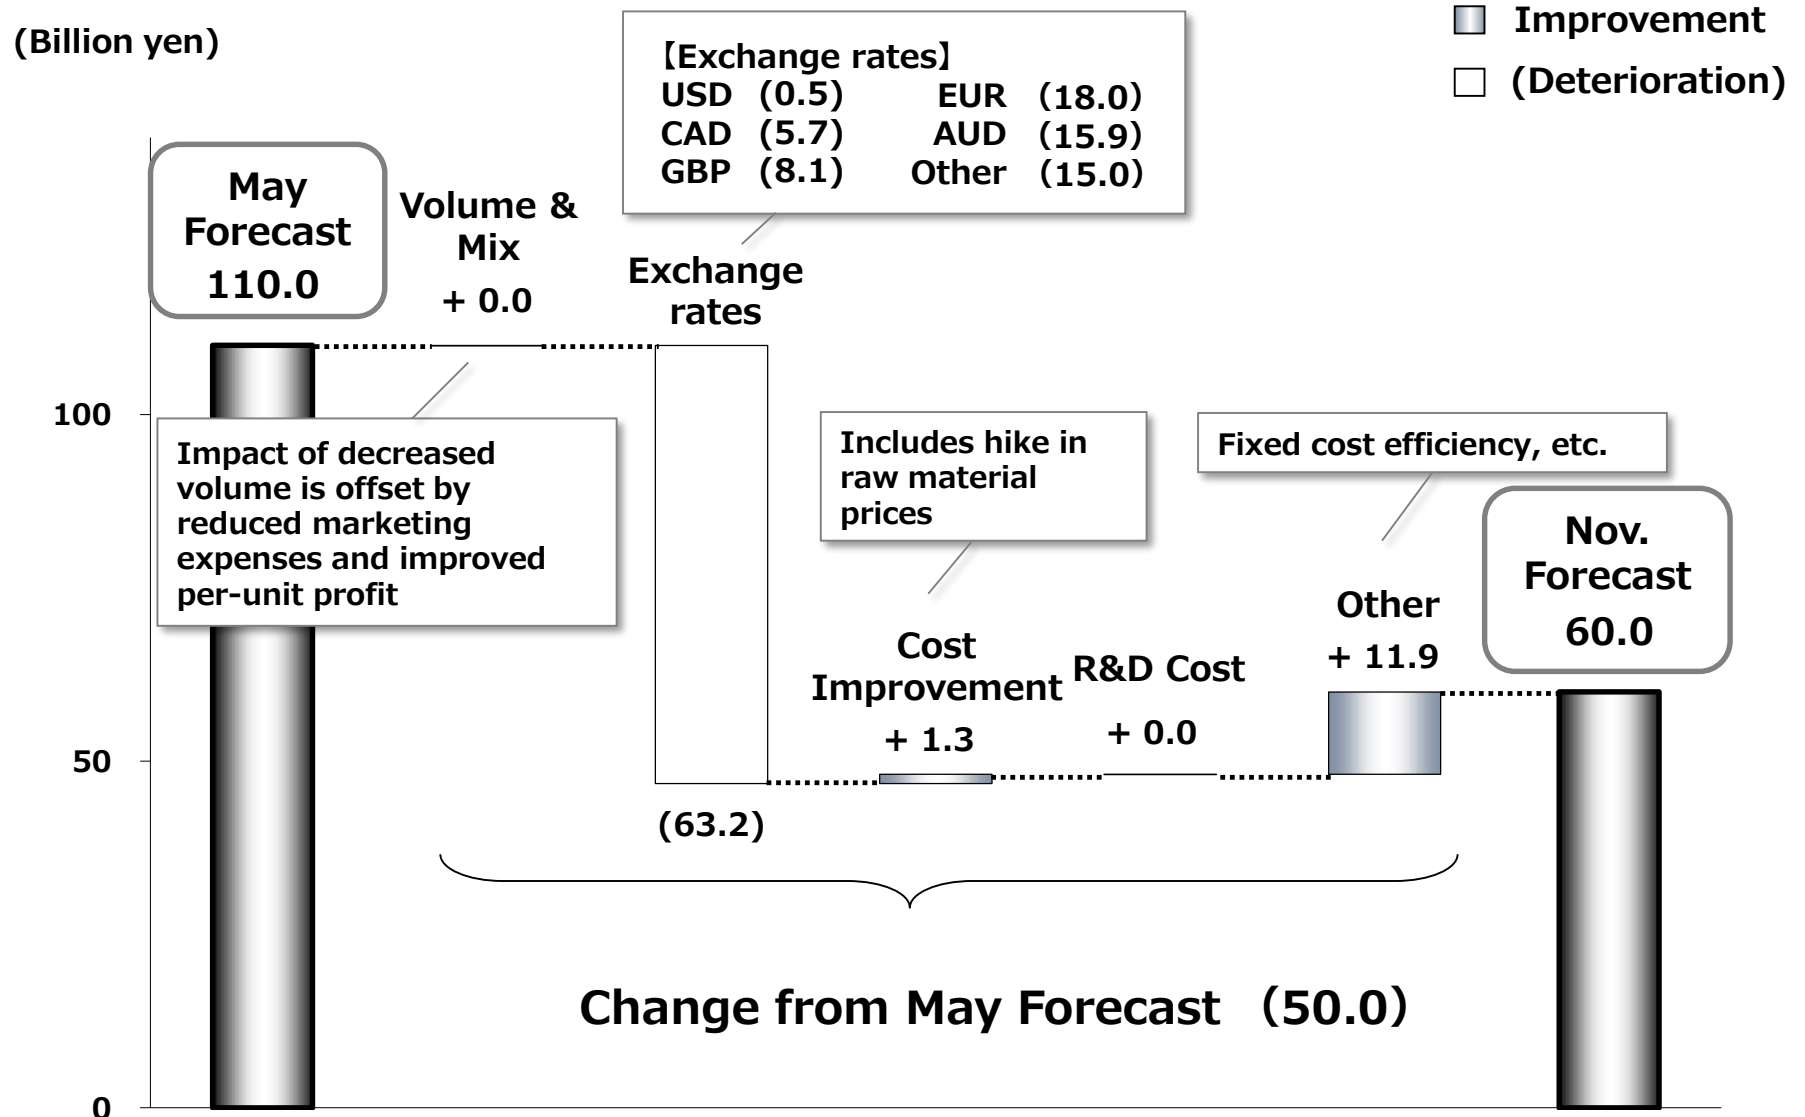 (Billion yen)
【Exchange rates】
USD (0.5) EUR (18.0)
CAD (5.7) AUD (15.9)
GBP (8.1) Other (15.0)
Improvement
(Deterioration)
May
Forecast
110.0
Volume &
Mix
+ 0.0
Exchange
rates
100
Impact of decreased
volume is offset by
reduced marketing
expenses and improved
per-unit profit
Includes hike in
raw material
prices
Fixed cost efficiency, etc.
Nov.
Forecast
60.0
Cost
Improvement
+ 1.3
R&D Cost
+ 0.0
Other
+ 11.9
50
(63.2)
Change from May Forecast (50.0)
0